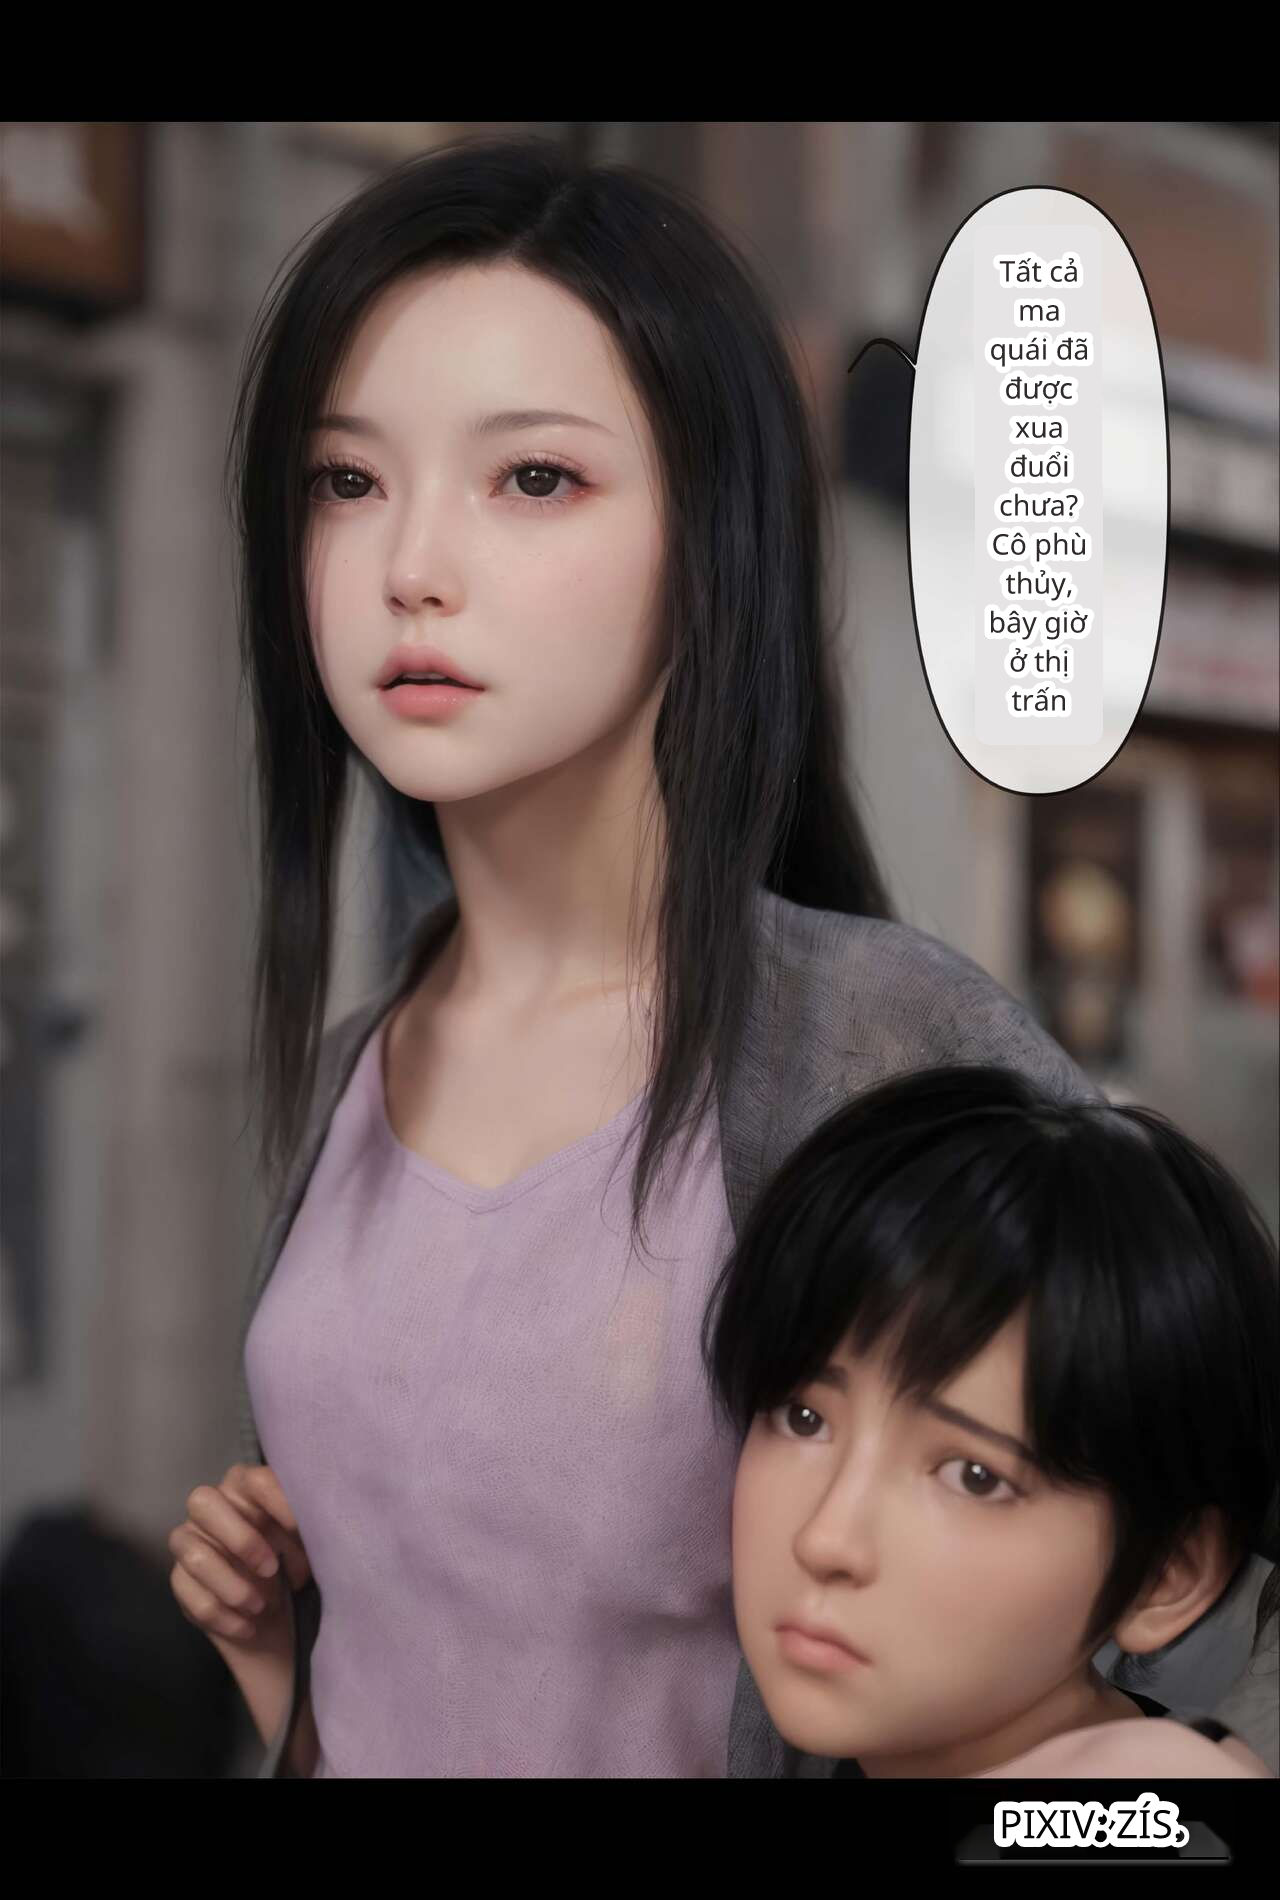 Tất cả
ma
quái đã
được
xua
đuổi
chưa?
Cô phù
thủy,
bây giờ
ở thị
trấn
PIXIV:ZÍS,